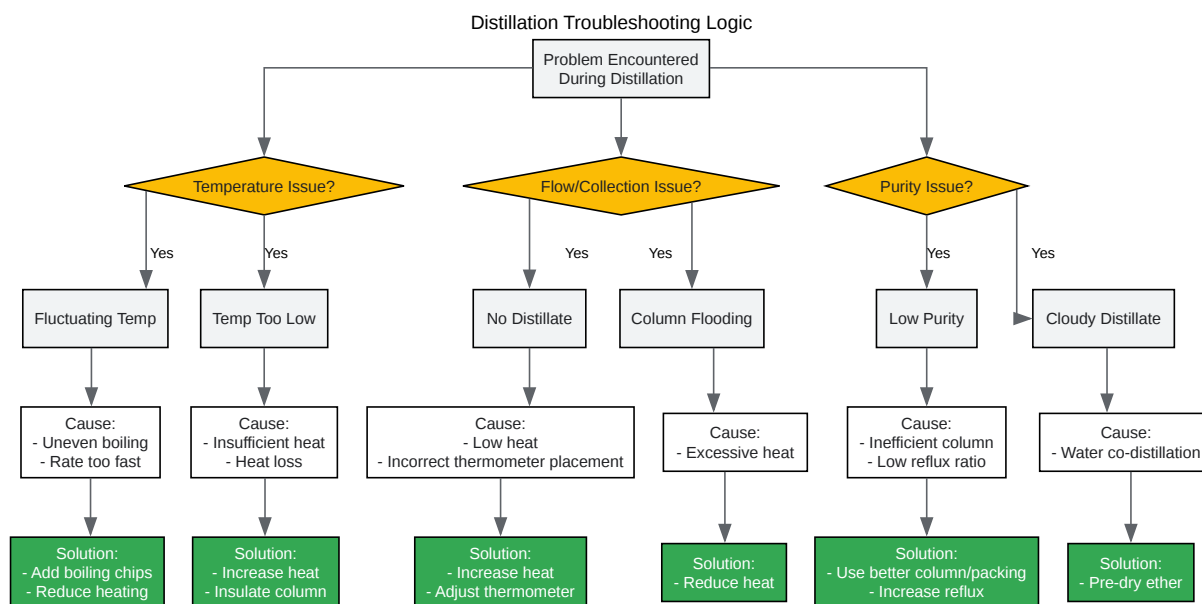 Distillation Troubleshooting Logic
Problem Encountered
During Distillation
Temperature Issue?
Flow/Collection Issue?
Purity Issue?
Yes
Yes
Yes
Yes
Yes
Yes
Fluctuating Temp
Temp Too Low
No Distillate
Column Flooding
Low Purity
Cloudy Distillate
Cause:
- Uneven boiling
- Rate too fast
Cause:
- Insufficient heat
- Heat loss
Cause:
- Low heat
- Incorrect thermometer placement
Cause:
- Excessive heat
Cause:
- Inefficient column
- Low reflux ratio
Cause:
- Water co-distillation
Solution:
- Add boiling chips
- Reduce heating
Solution:
- Increase heat
- Insulate column
Solution:
- Increase heat
- Adjust thermometer
Solution:
- Reduce heat
Solution:
- Use better column/packing
- Increase reflux
Solution:
- Pre-dry ether